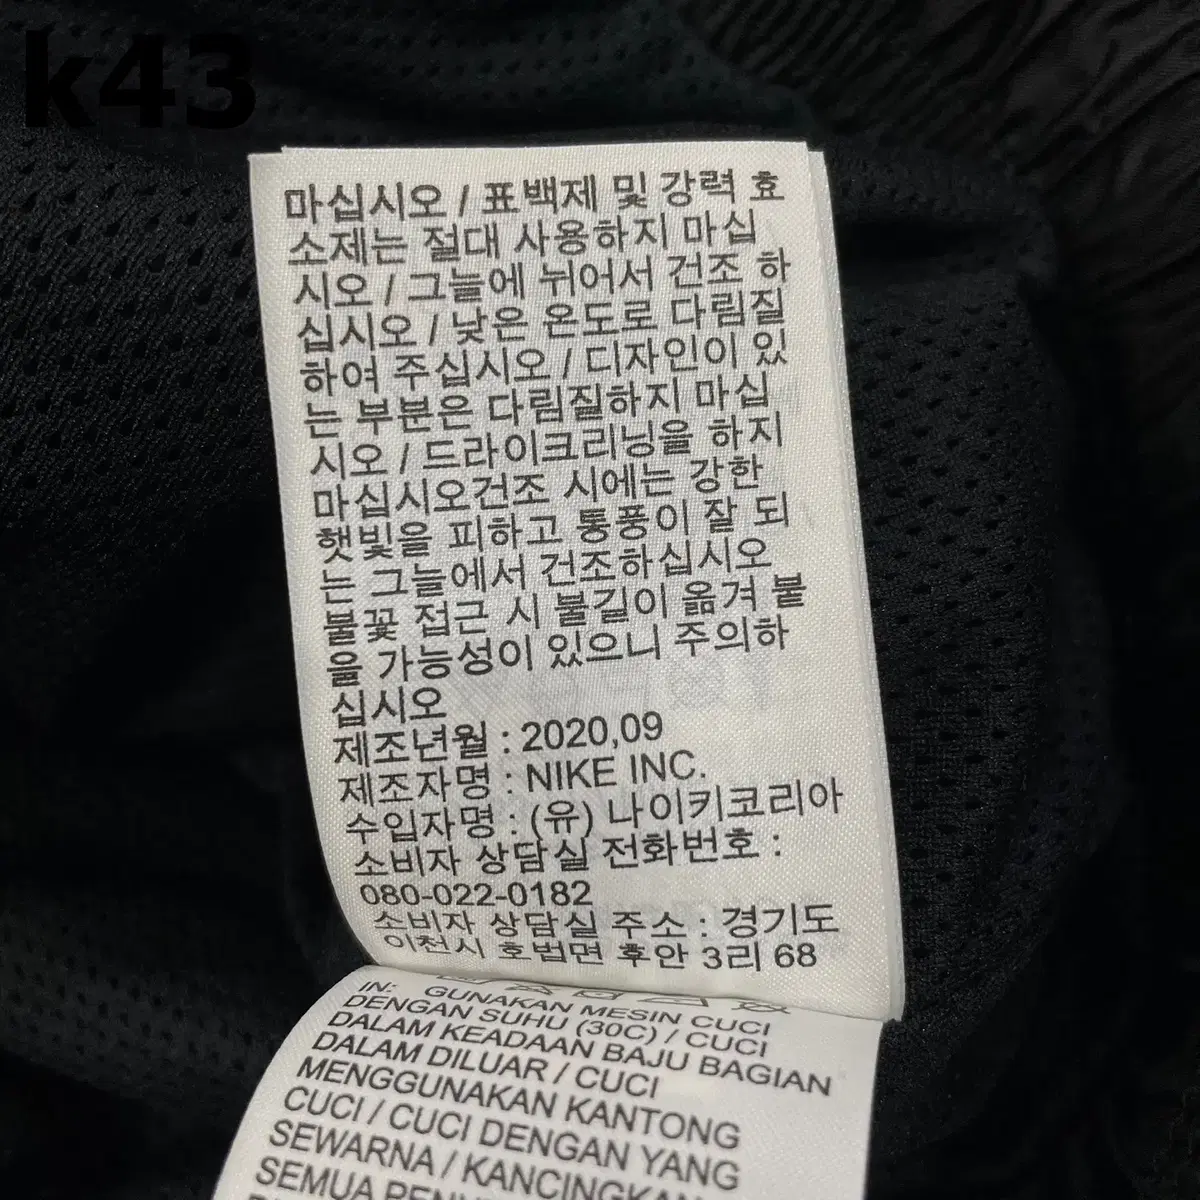 k43
마십시오 / 표백제 및 강력 효
소제는 절대 사용하지 마십
시오 / 그늘에 뉘어서 건조 하
십시오 / 낮은 온도로 다림질
하여 주십시오 / 디자인이 있
는 부분은 다림질하지 마십
시오 / 드라이크리닝을 하지
마십시오건조 시에는 강한
햇빛을 피하고 통풍이 잘 되
는 그늘에서 건조하십시오
불꽃 접근 시 불길이 옮겨 붙
을 가능성이 있으니 주의하
십시오
제조년월 : 2020,09
제조자명 : NIKE INC.
수입자명 : (유) 나이키코리아
소비자 상담실 전화번호 :
080-022-0182
소비자 상담실 주소 : 경기도
이천시 호법면 후안 3리 68
IN: GUNAKAN MESIN CUCI
DENGAN SUHU (30C) / CUCI
DALAM KEADAAN BAJU BAGIAN
DALAM DILUAR / CUCI
MENGGUNAKAN KANTONG
CUCI / CUCI DENGAN YANG
SEWARNA / KANCINGKAN
SEMUA